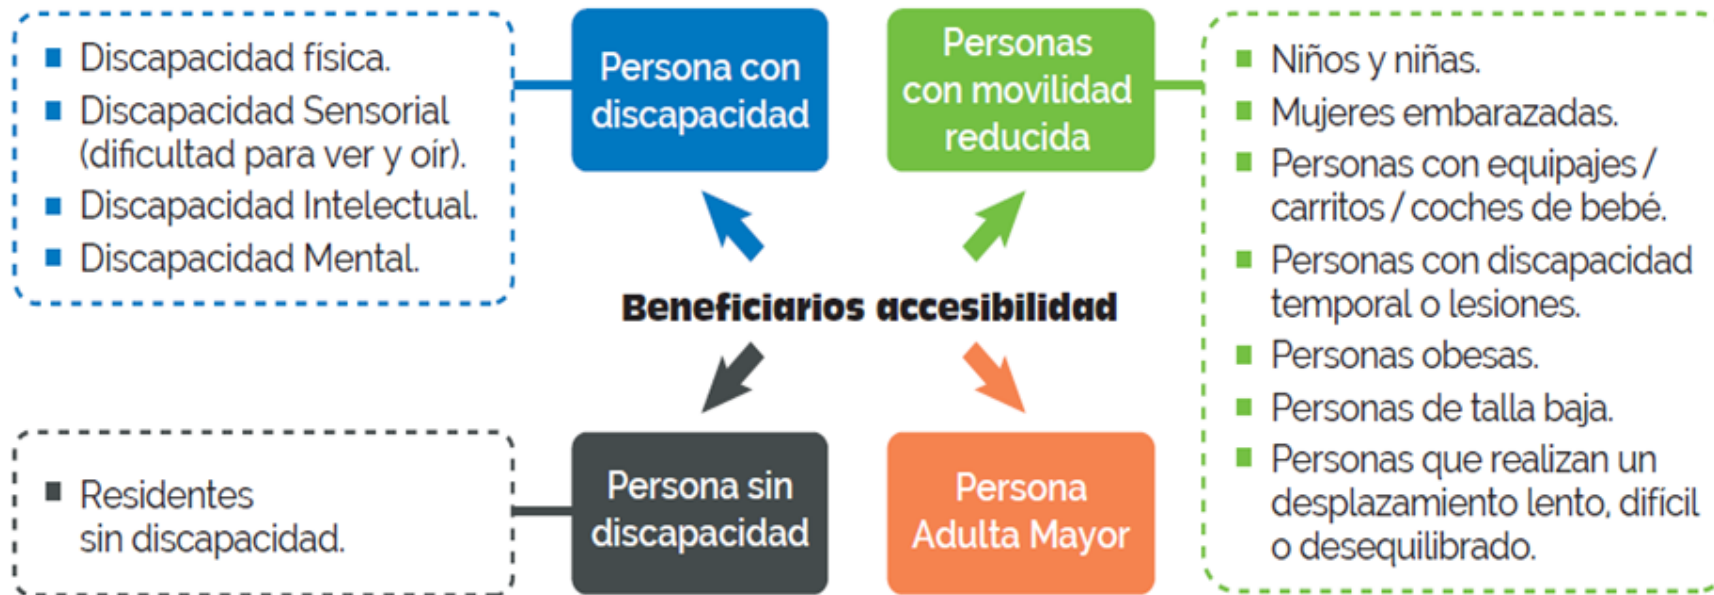 Discapacidad física.
Discapacidad Sensorial
(dificultad para ver y oír).
Discapacidad Intelectual.
Discapacidad Mental.
Persona con
discapacidad
Personas
con movilidad
reducida
Niños y niñas.
Mujeres embarazadas.
Personas con equipajes /
carritos / coches de bebé.
Personas con discapacidad
temporal o lesiones.
Personas obesas.
Personas de talla baja.
Personas que realizan un
desplazamiento lento, difícil
o desequilibrado.
Beneficiarios accesibilidad
Residentes
sin discapacidad.
Persona sin
discapacidad
Persona
Adulta Mayor